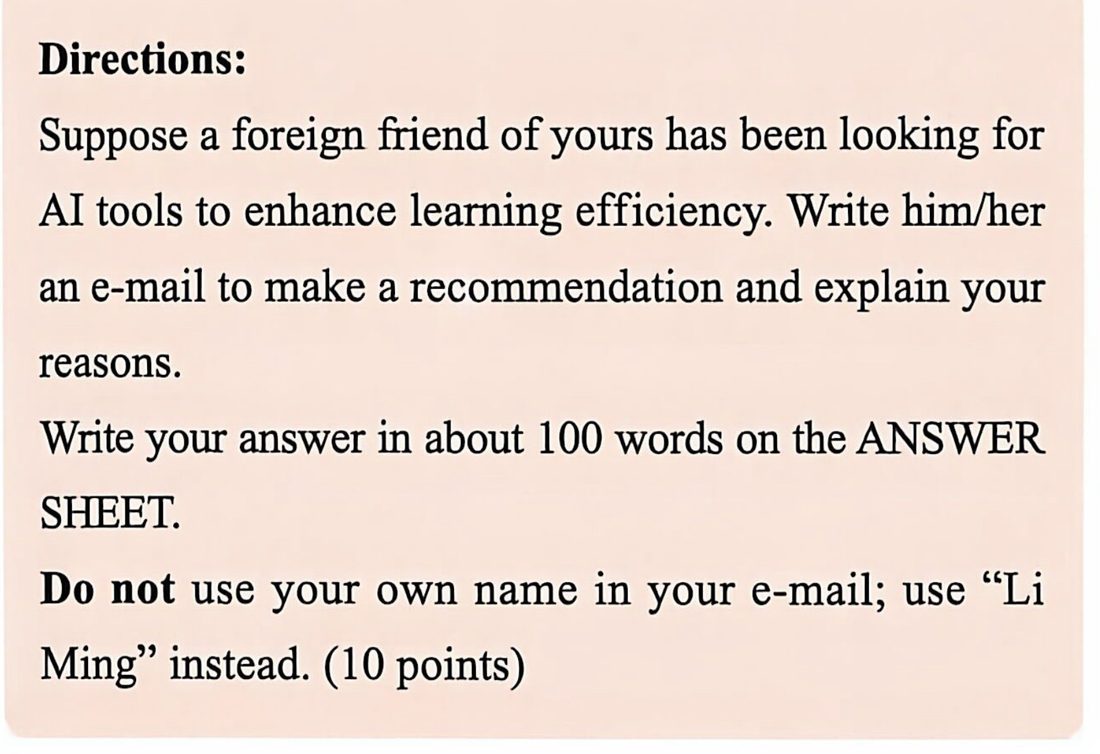 Directions:
Suppose a foreign friend of yours has been looking for
AI tools to enhance learning efficiency. Write him/her
an e-mail to make a recommendation and explain your
reasons.
Write your answer in about 100 words on the ANSWER
SHEET.
Do not use your own name in your e-mail; use “Li
Ming” instead. (10 points)